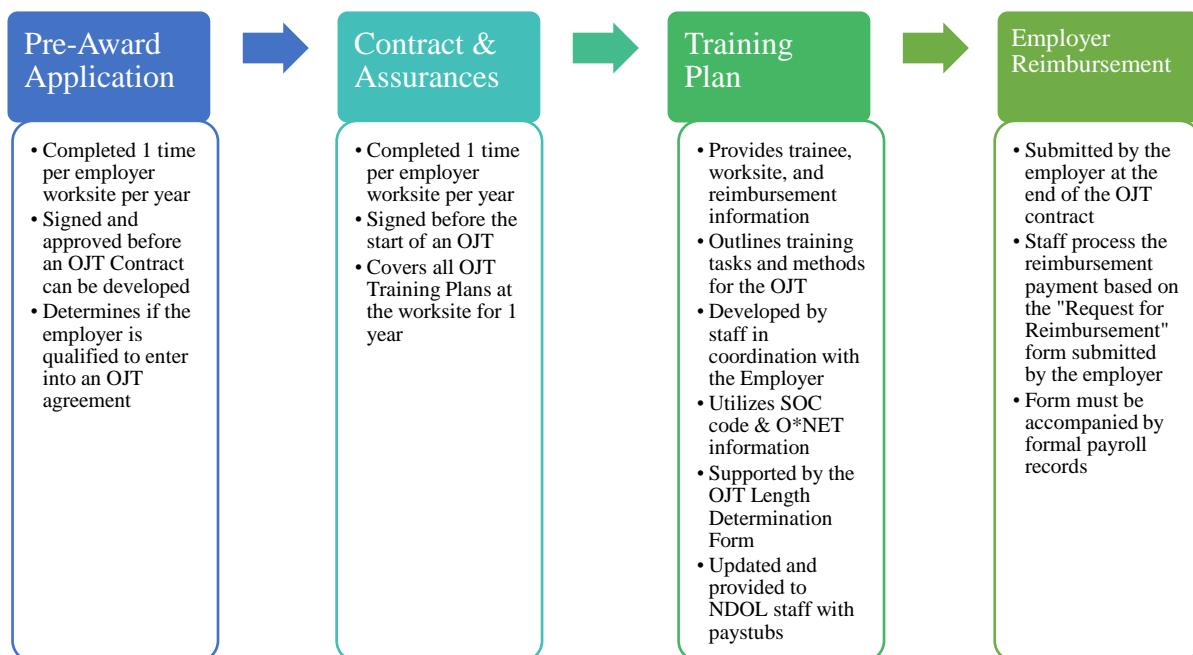 Pre-Award
Application
• Completed 1 time
per employer
worksite per year
• Signed and
approved before
an OJT Contract
can be developed
• Determines if the
employer is
qualified to enter
into an OJT
agreement
Contract &
Assurances
• Completed 1 time
per employer
worksite per year
• Signed before the
start of an OJT
• Covers all OJT
Training Plans at
the worksite for 1
year
Training
Plan
• Provides trainee,
worksite, and
reimbursement
information
• Outlines training
tasks and methods
for the OJT
• Developed by
staff in
coordination with
the Employer
• Utilizes SOC
code & O*NET
information
• Supported by the
OJT Length
Determination
Form
• Updated and
provided to
NDOL staff with
paystubs
Employer
Reimbursement
• Submitted by the
employer at the
end of the OJT
contract
• Staff process the
reimbursement
payment based on
the "Request for
Reimbursement"
form submitted
by the employer
• Form must be
accompanied by
formal payroll
records